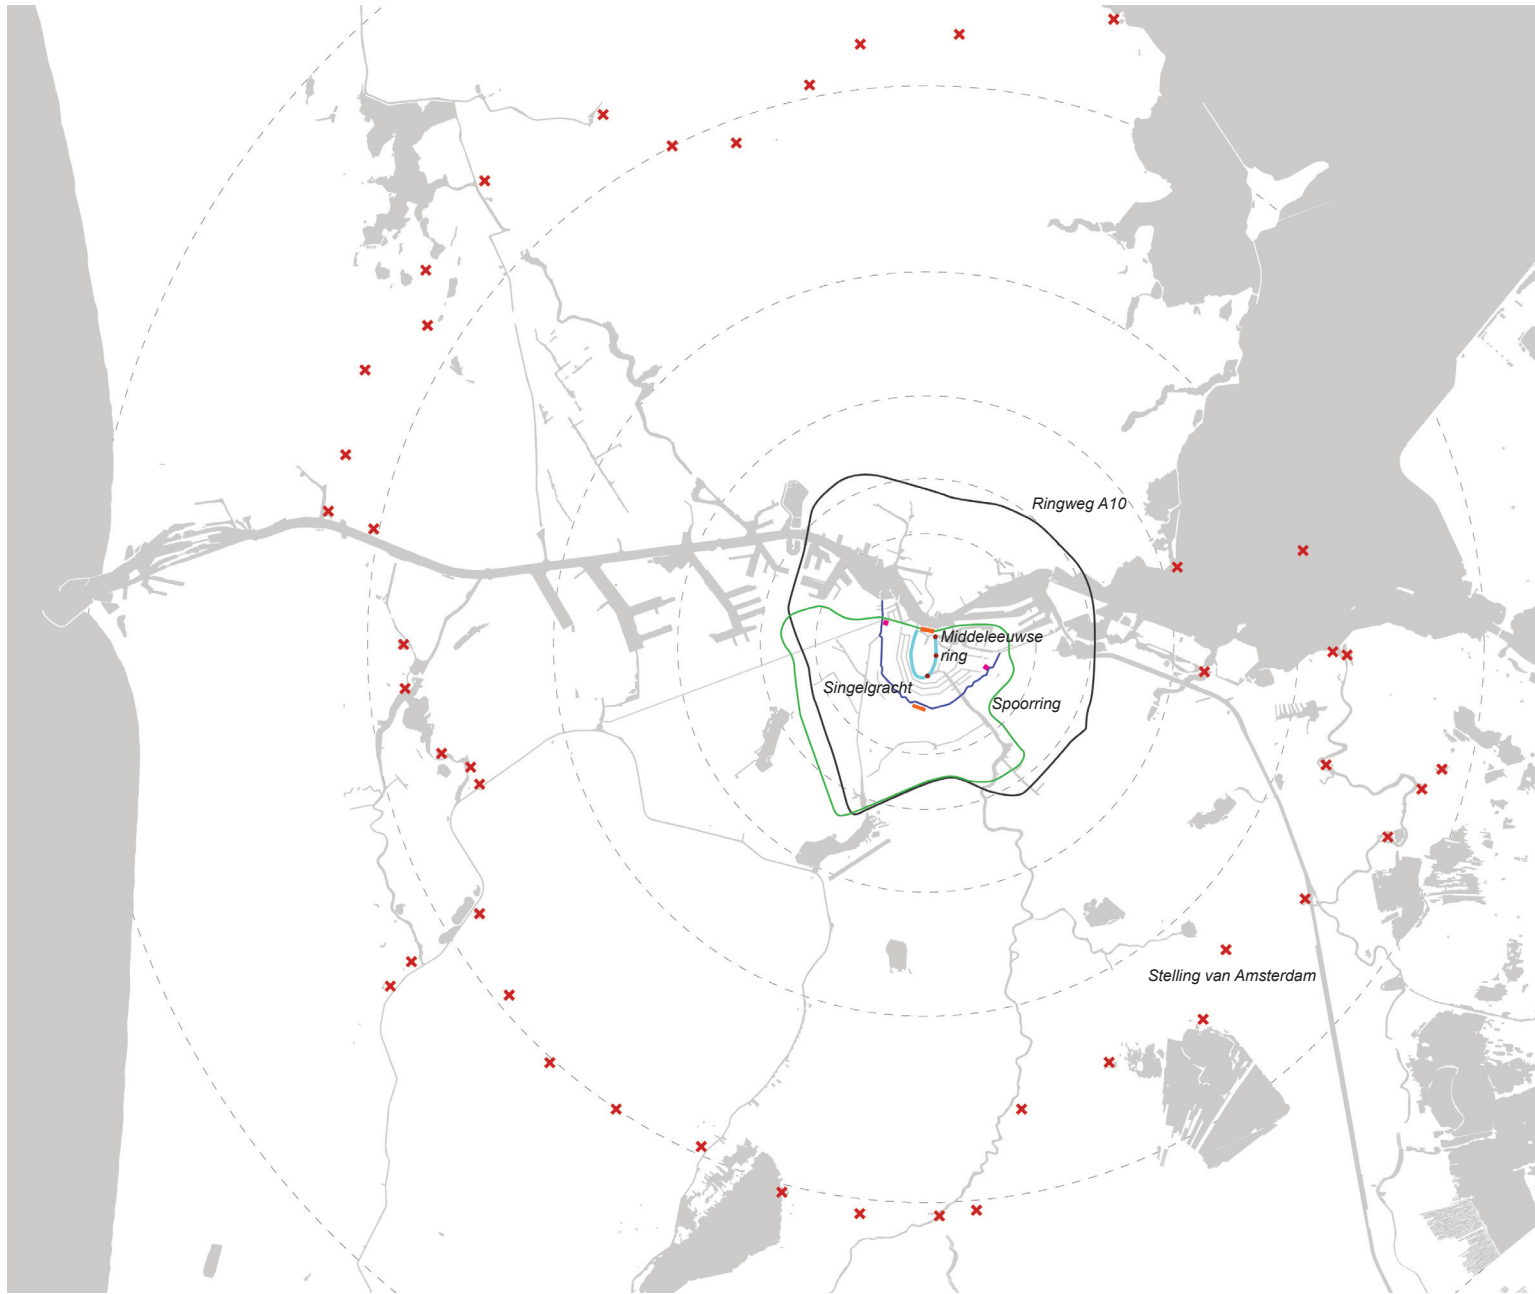 Ringweg A10
Middeleeuwse
ring
Singelgracht
Spoorring
Stelling van Amsterdam